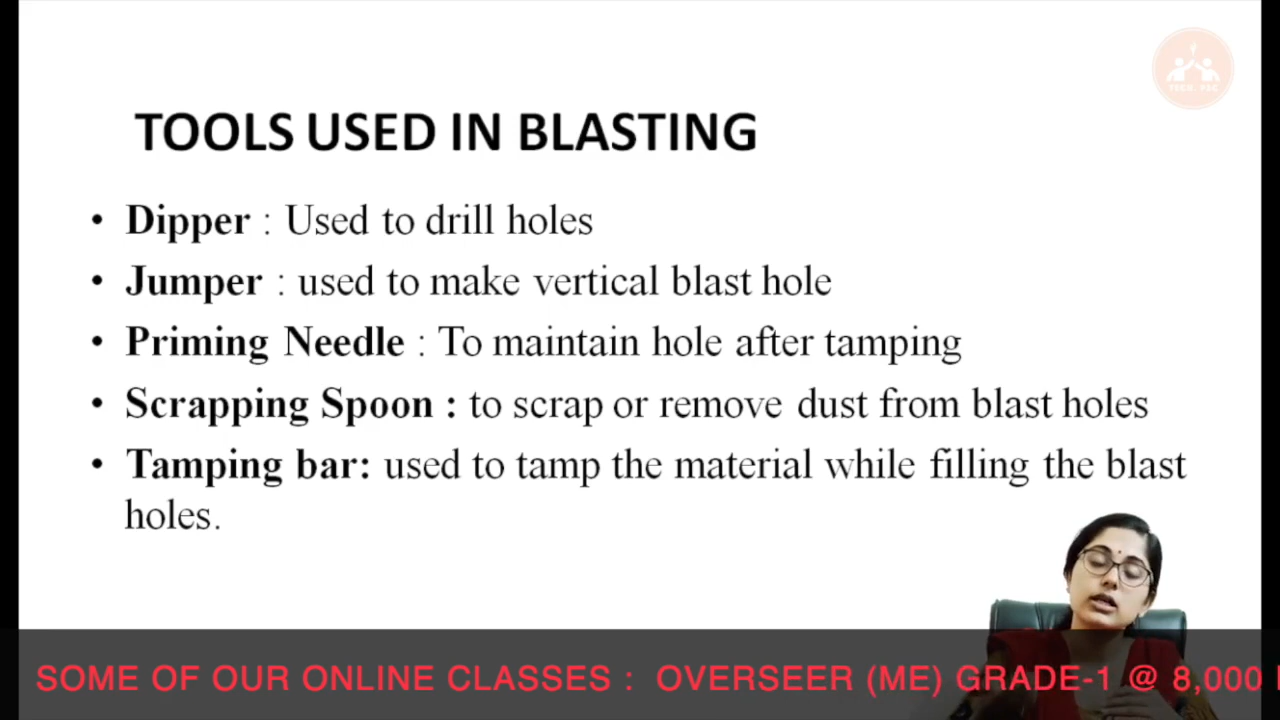 TECH. PSC
TOOLS USED IN BLASTING
• Dipper : Used to drill holes
• Jumper : used to make vertical blast hole
• Priming Needle : To maintain hole after tamping
• Scrapping Spoon : to scrap or remove dust from blast holes
• Tamping bar: used to tamp the material while filling the blast
holes.
SOME OF OUR ONLINE CLASSES : OVERSEER (ME) GRADE-1 @ 8,000